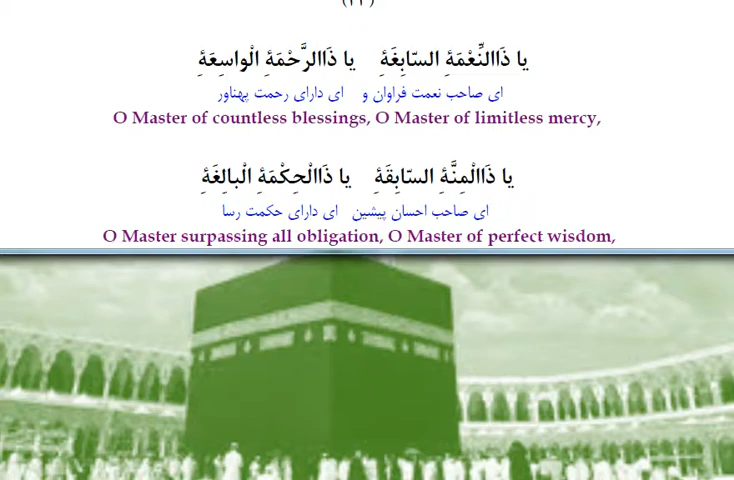 (٢٢)
يا ذَاالنِّعْمَةِ السّابِغَةِ يا ذَاالرَّحْمَةِ الْواسِعَةِ
ای صاحب نعمت فراوان و ای دارای رحمت پهناور
O Master of countless blessings, O Master of limitless mercy,
يا ذَاالْمِنَّةِ السّابِقَةِ يا ذَاالْحِكْمَةِ الْبالِغَةِ
ای صاحب احسان پیشین ای دارای حکمت رسا
O Master surpassing all obligation, O Master of perfect wisdom,